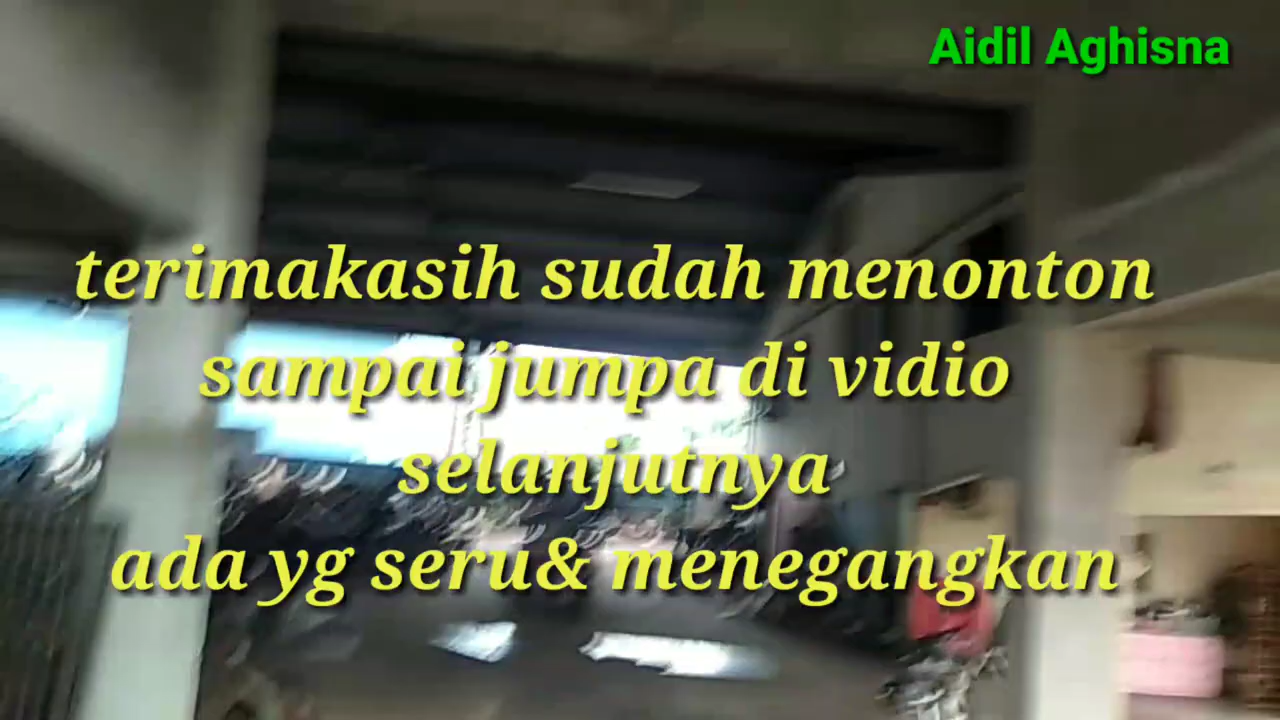 Aidil Aghisna
terimakasih sudah menonton
sampai jumpa di vidio
selanjutnya
ada yg seru& menegangkan